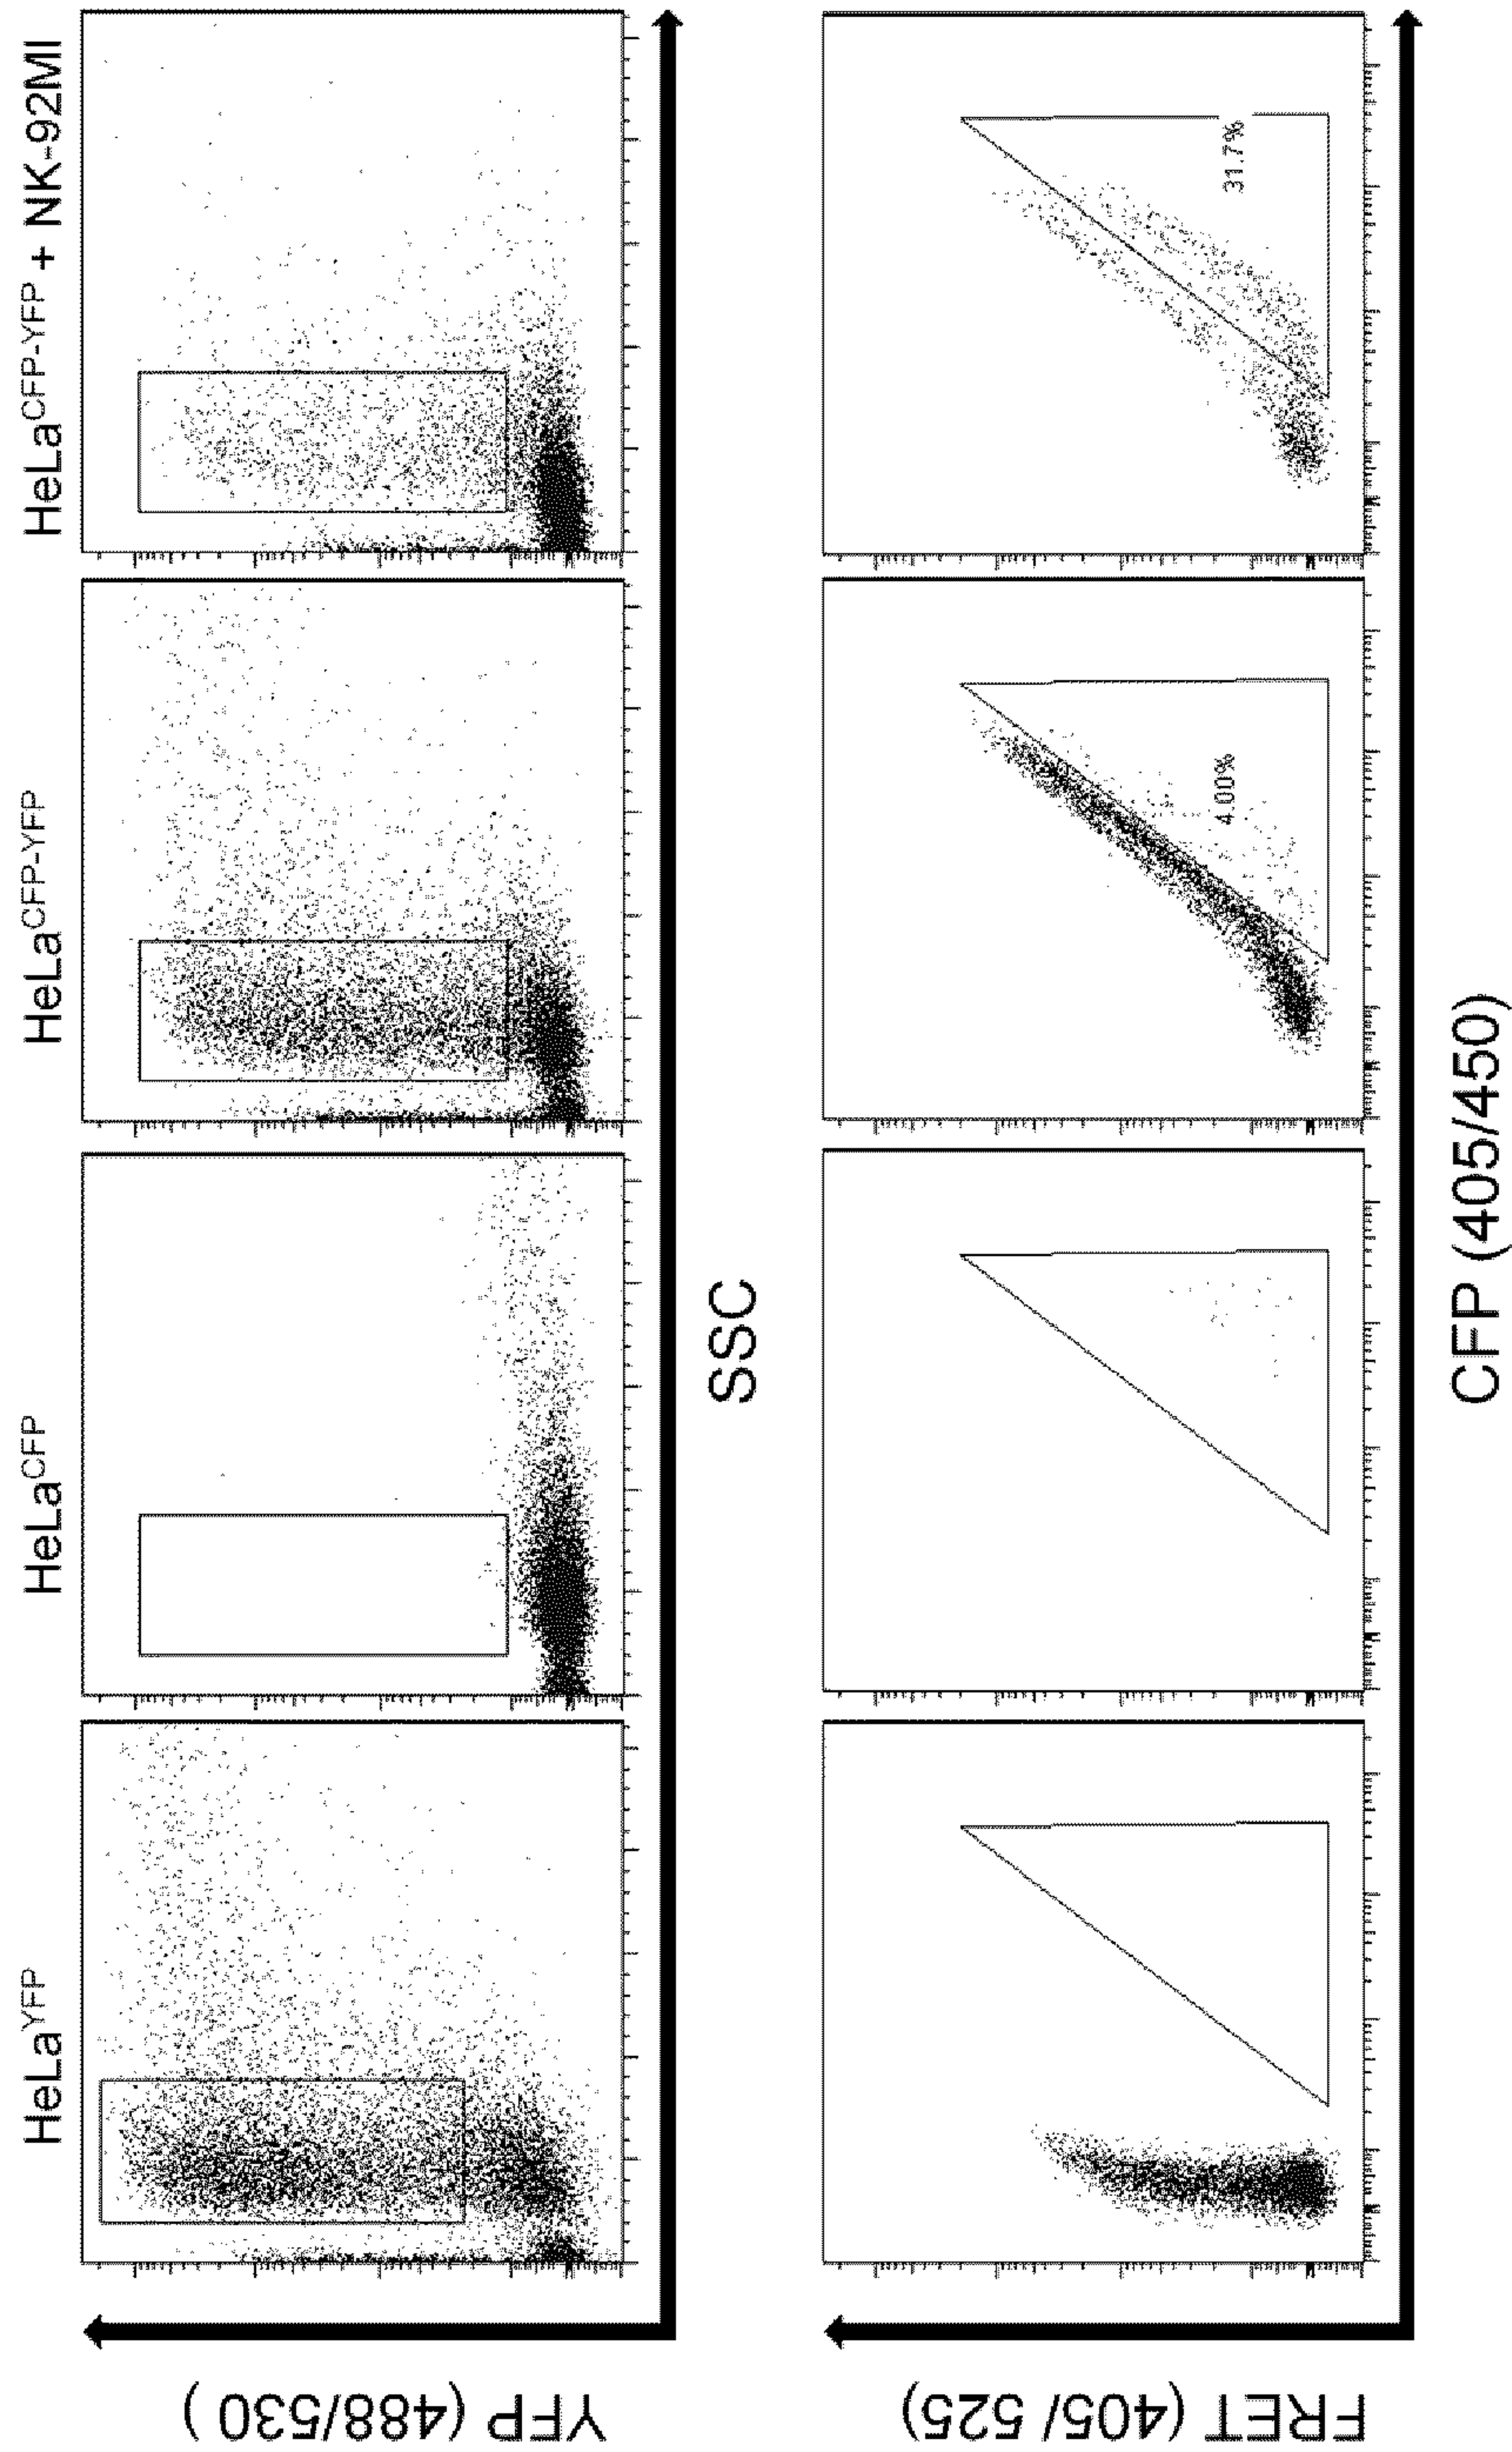 HeLaYFP
HeLaCFP
HeLaCFP-YFP
HeLaCFP-YFP + NK-92MI
YFP (488/530 )
SSC
4.00%
31.7%
FRET (405/ 525)
CFP (405/450)